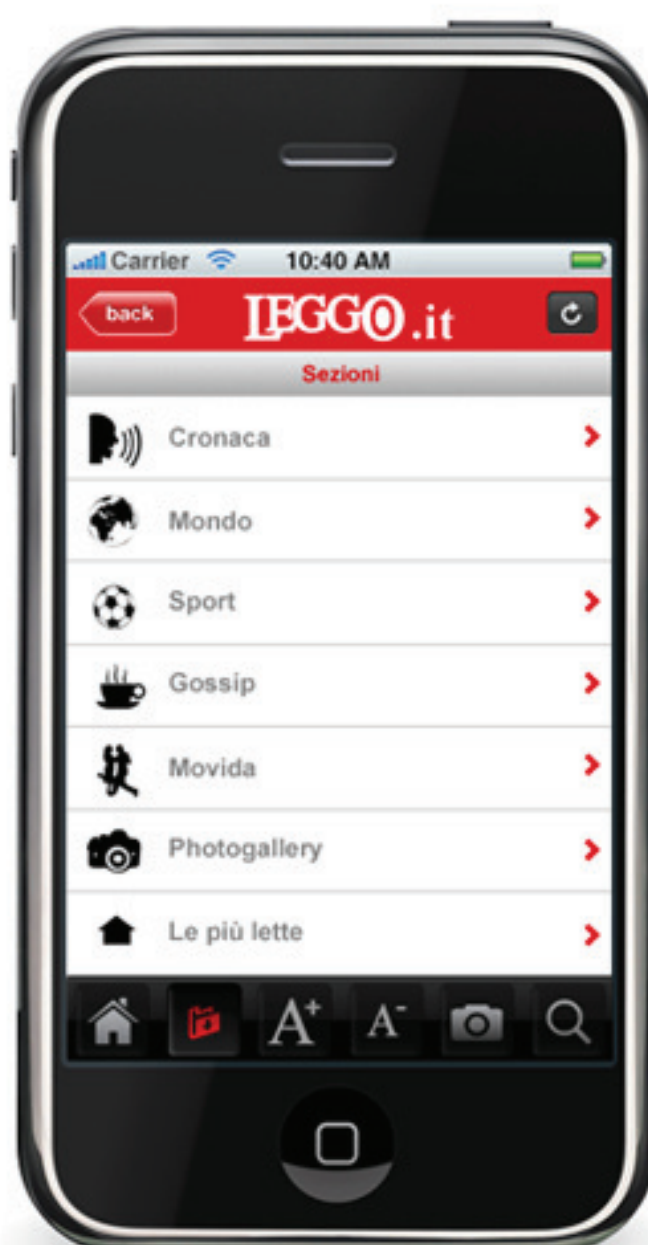 Carrier 10:40 AM
back LEGGO.it
Sezioni
Cronaca
Mondo
Sport
Gossip
Movida
Photogallery
Le più lette
A+ A-